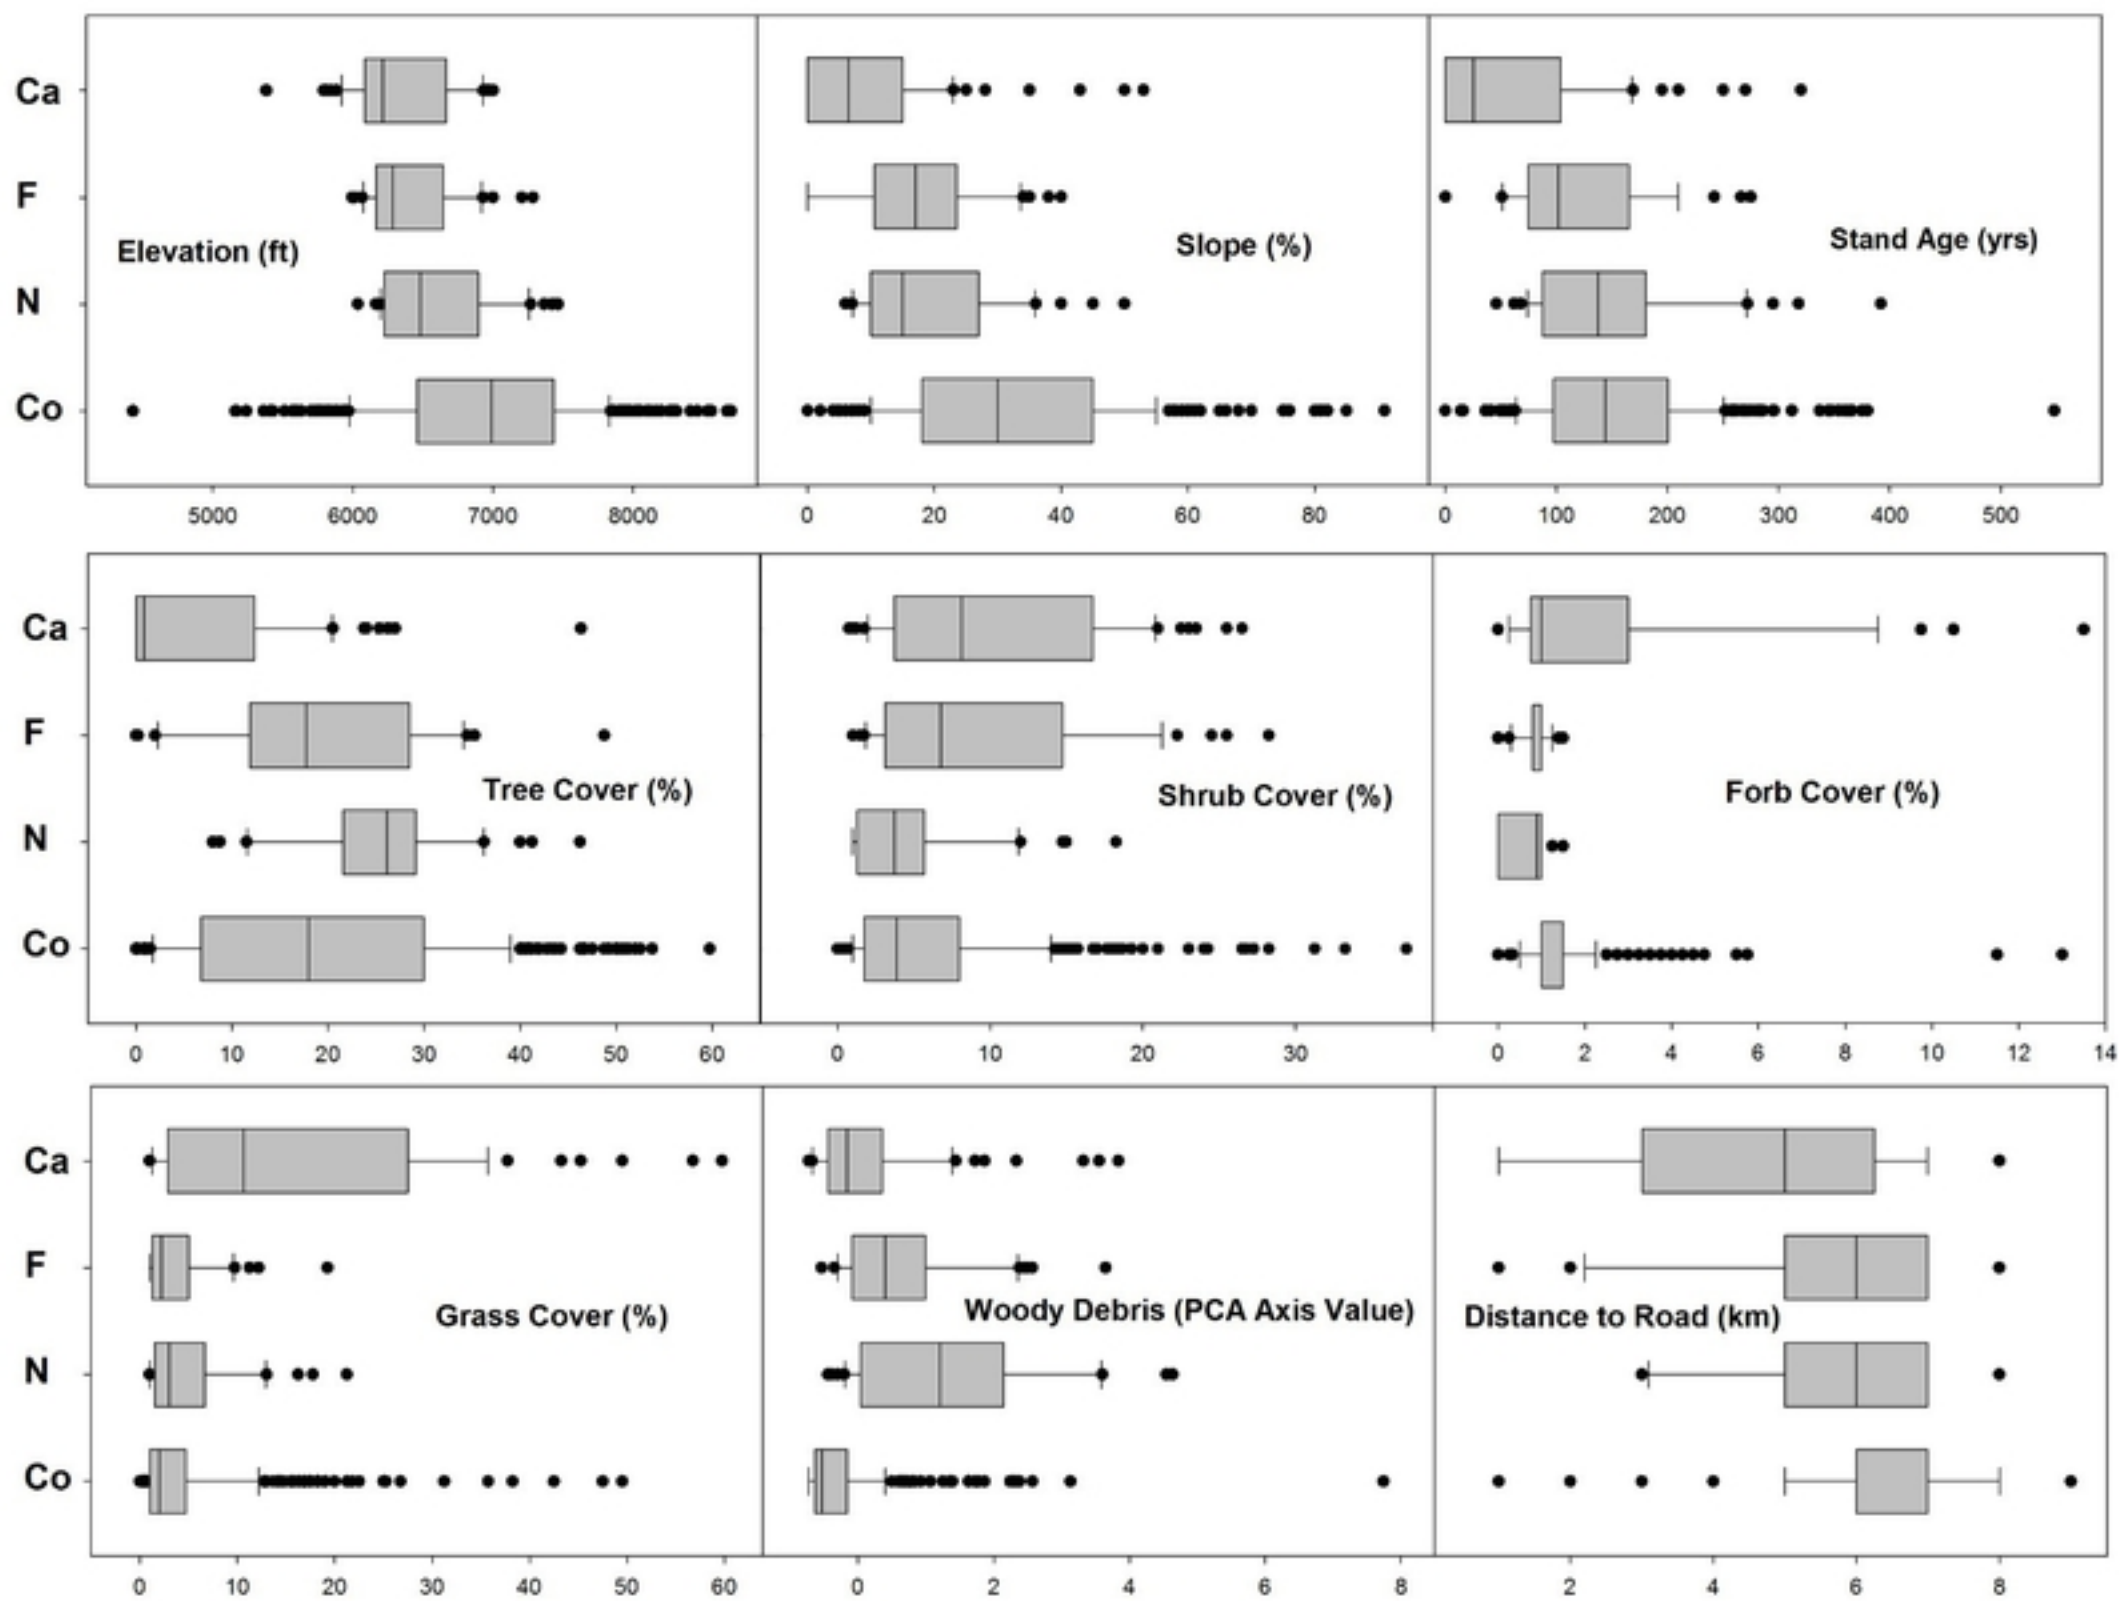 Ca
F
Elevation (ft)
Slope (%)
Stand Age (yrs)
N
Co
5000 6000 7000 8000 0 20 40 60 80 0 100 200 300 400 500
Ca
F
Tree Cover (%)
Shrub Cover (%)
Forb Cover (%)
N
Co
0 10 20 30 40 50 60 0 10 20 30 0 2 4 6 8 10 12 14
Ca
F
Grass Cover (%)
Woody Debris (PCA Axis Value)
Distance to Road (km)
N
Co
0 10 20 30 40 50 60 0 2 4 6 8 2 4 6 8